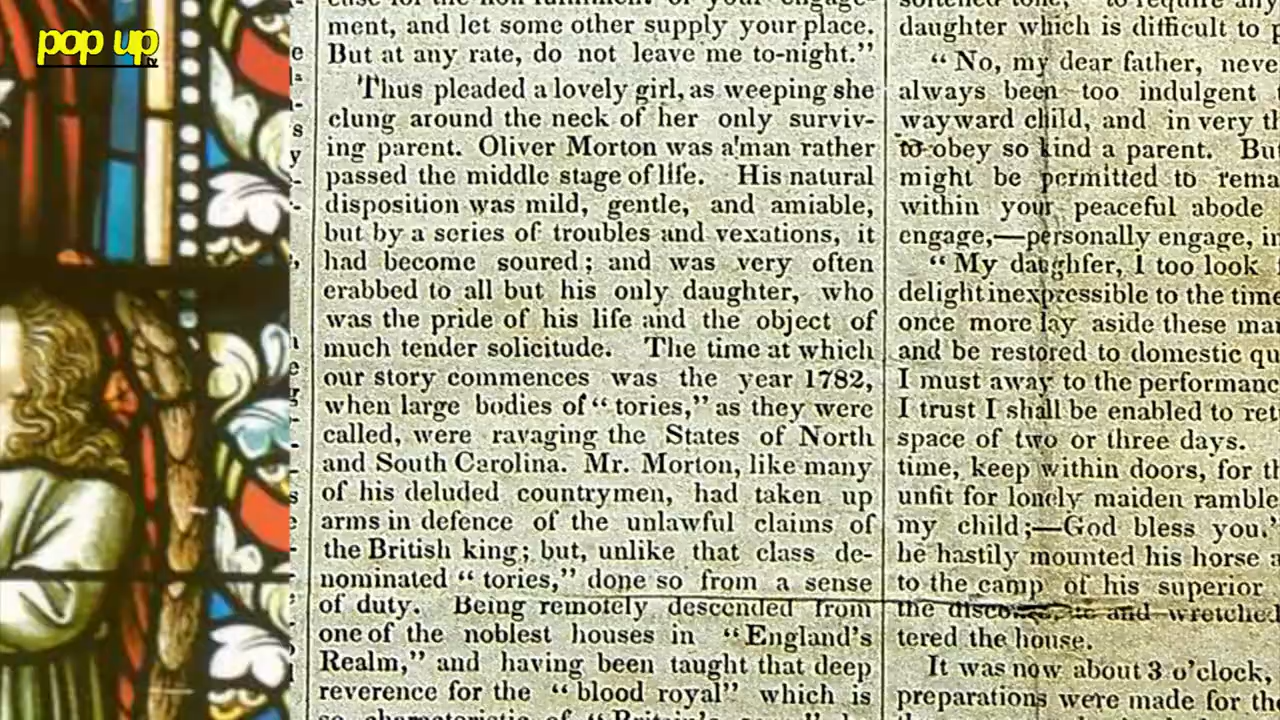 pop up
tv
ment, and let some other supply your place.
But at any rate, do not leave me to-night.”
Thus pleaded a lovely girl, as weeping she
clung around the neck of her only surviv-
ing parent. Oliver Morton was a man rather
passed the middle stage of life. His natural
disposition was mild, gentle, and amiable,
but by a series of troubles and vexations, it
had become soured; and was very often
erabbed to all but his only daughter, who
was the pride of his life and the object of
much tender solicitude. The time at which
our story commences was the year 1782,
when large bodies of “ tories,” as they were
called, were ravaging the States of North
and South Carolina. Mr. Morton, like many
of his deluded countrymen, had taken up
arms in defence of the unlawful claims of
the British king; but, unlike that class de-
nominated “ tories,” done so from a sense
of duty. Being remotely descended from
one of the noblest houses in “England’s
Realm,” and having been taught that deep
reverence for the “ blood royal” which is
daughter which is difficult to
“ No, my dear father, neve
always been too indulgent
wayward child, and in very th
to obey so kind a parent. But
might be permitted to rema
within your peaceful abode
engage,—personally engage, in
“ My daughfer, I too look
delight inexpressible to the time
once more lay aside these mar
and be restored to domestic qu
I must away to the performanc
I trust I shall be enabled to ret
space of two or three days.
time, keep within doors, for th
unfit for lonely maiden ramble
my child;—God bless you.”
he hastily mounted his horse a
to the camp of his superior
the and wretched
tered the house.
It was now about 3 o’clock,
preparations were made for the